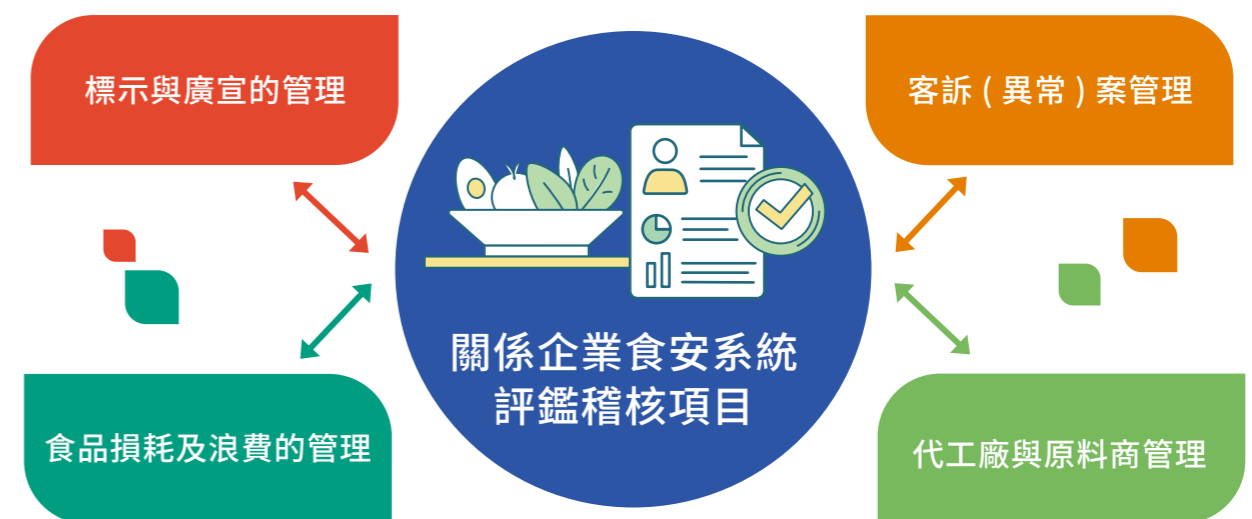 標示與廣宣的管理
客訴 ( 異常 ) 案管理
關係企業食安系統
評鑑稽核項目
食品損耗及浪費的管理
代工廠與原料商管理